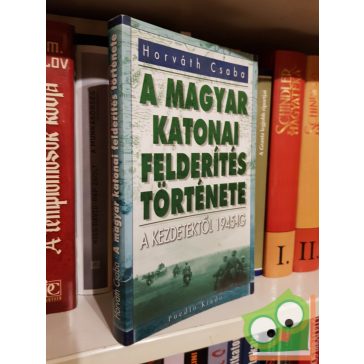 Horváth Csaba
A MAGYAR
KATONAI
FELDERÍTÉS
TÖRTÉNETE
A KEZDETEKTŐL 1945-IG
Puedlo Kiadó
Horváth Csaba A magyar katonai felderítés története
LOV
A templomosok kódja
SCHINDLER
I.
II.